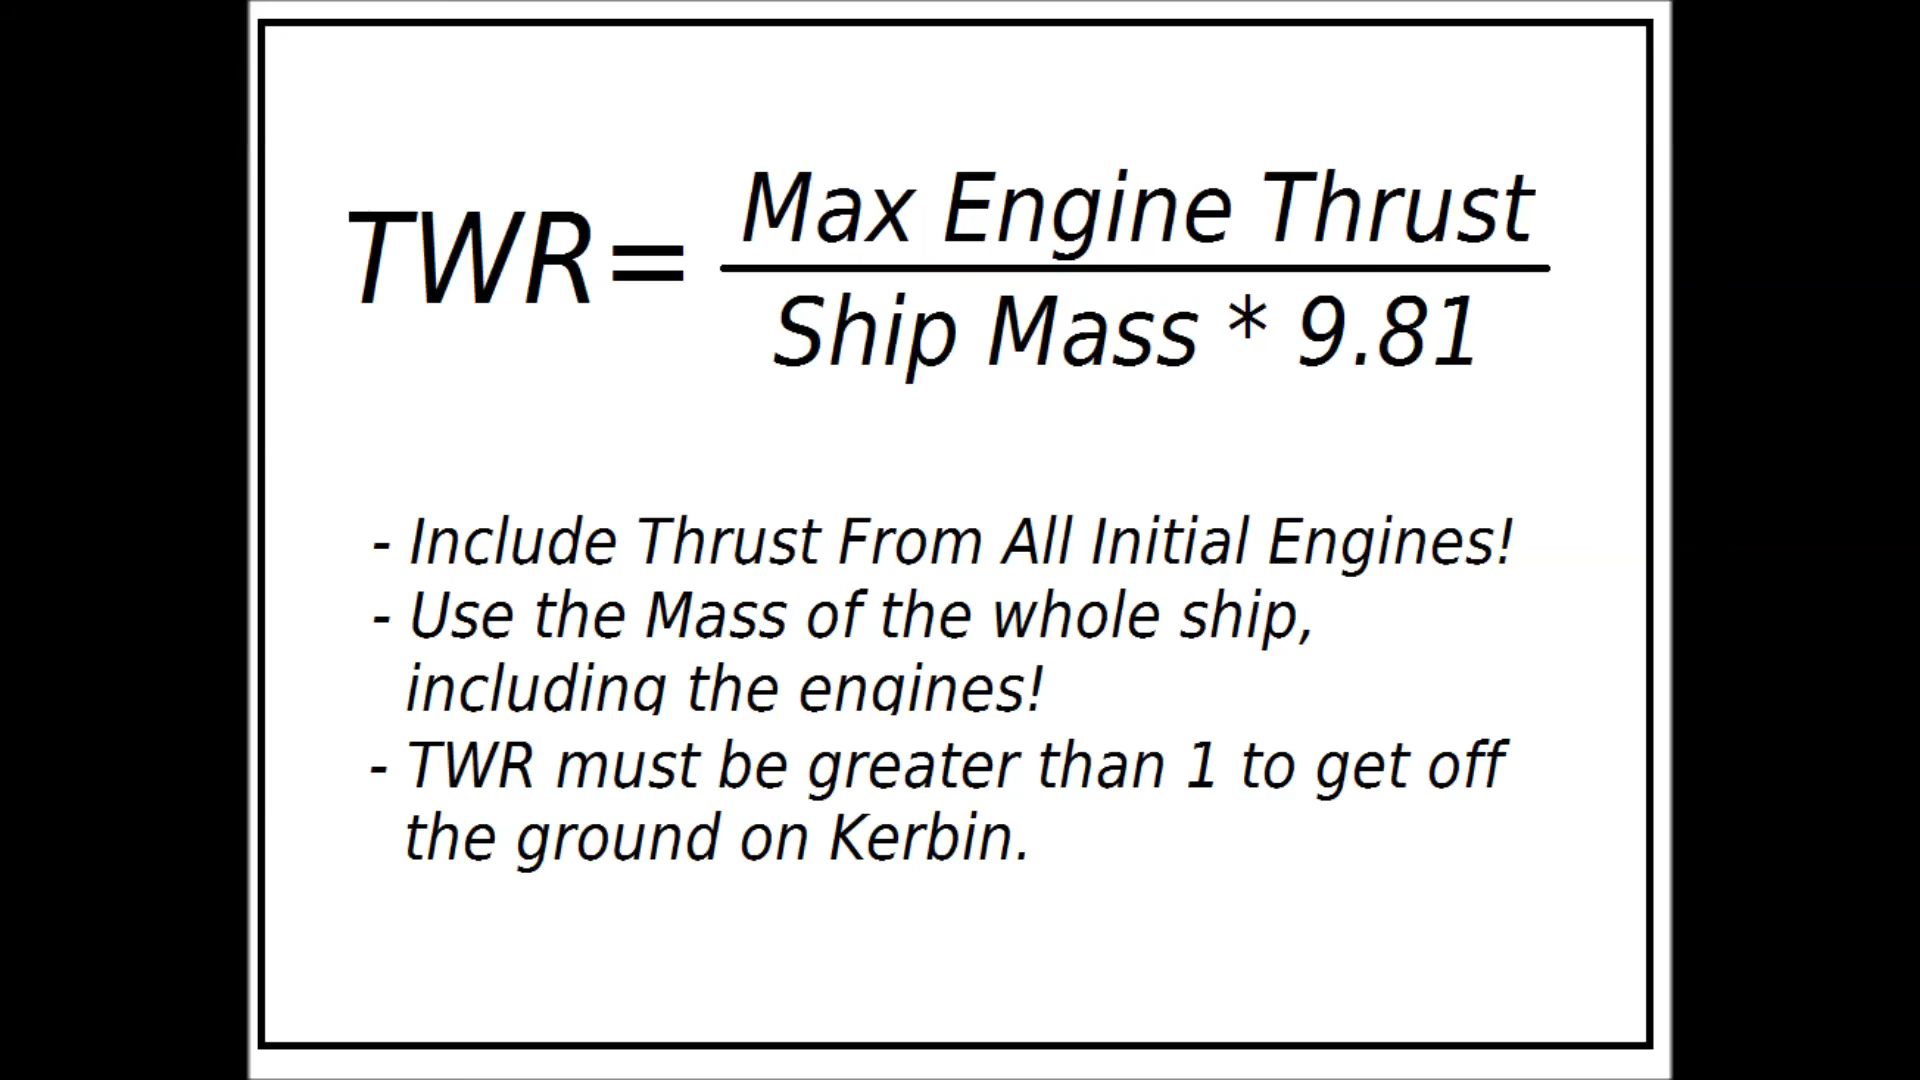 TWR= Max Engine Thrust
Ship Mass * 9.81
- Include Thrust From All Initial Engines!
- Use the Mass of the whole ship,
including the engines!
- TWR must be greater than 1 to get off
the ground on Kerbin.